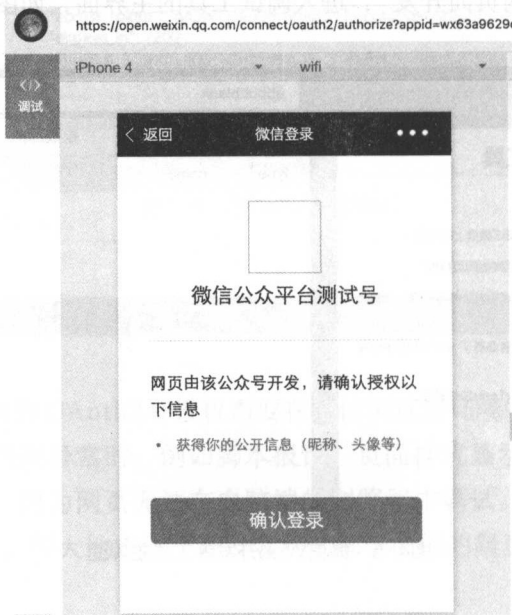 https://open.weixin.qq.com/connect/oauth2/authorize?appid=wx63a9629
iPhone 4 wifi
</>
调试
返回 微信登录 •••
微信公众平台测试号
网页由该公众号开发，请确认授权以
下信息
• 获得你的公开信息（昵称、头像等）
确认登录